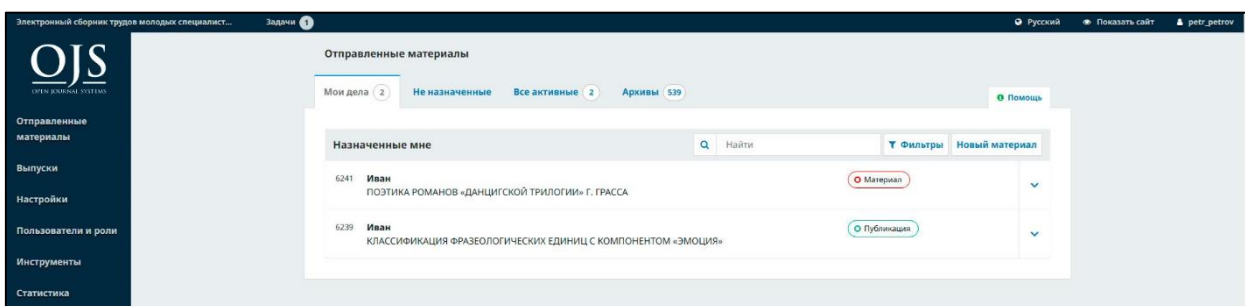 Электронный сборник трудов молодых специалист...
Задачи 1
Русский
Показать сайт
petr_petrov
OJS
OPEN JOURNAL SYSTEMS
Отправленные
материалы
Выпуски
Настройки
Пользователи и роли
Инструменты
Статистика
Отправленные материалы
Мои дела 2
Не назначенные
Все активные 2
Архивы 539
Помощь
Назначенные мне
Найти
Фильтры
Новый материал
6241 Иван
Материал
ПОЭТИКА РОМАНОВ «ДАНЦИГСКОЙ ТРИЛОГИИ» Г. ГРАССА
6239 Иван
Публикация
КЛАССИФИКАЦИЯ ФРАЗЕОЛОГИЧЕСКИХ ЕДИНИЦ С КОМПОНЕНТОМ «ЭМОЦИЯ»